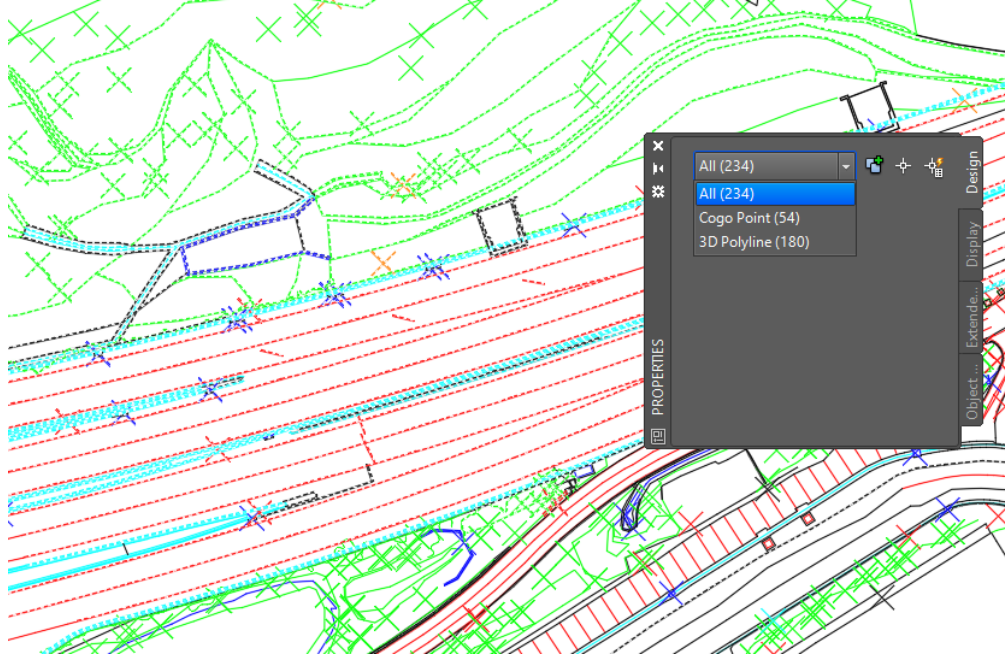 All (234)
All (234)
Cogo Point (54)
3D Polyline (180)
PROPERTIES
Design
Display
Extende...
Object ...